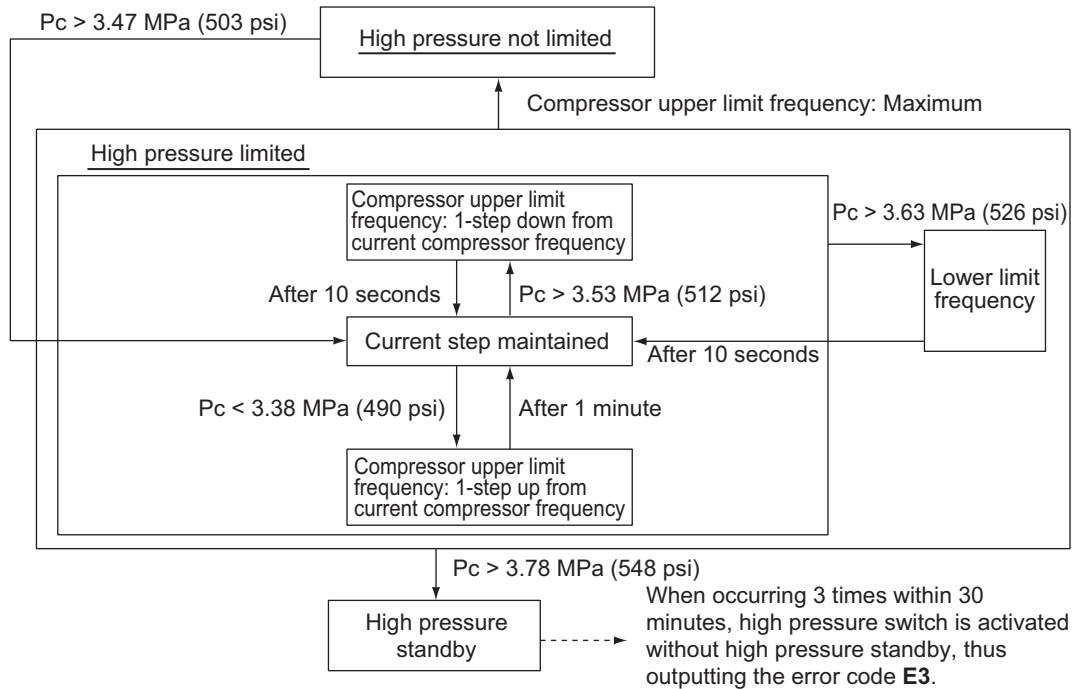 Pc > 3.47 MPa (503 psi)
High pressure not limited
Compressor upper limit frequency: Maximum
High pressure limited
Compressor upper limit
frequency: 1-step down from
current compressor frequency
Pc > 3.63 MPa (526 psi)
Lower limit
frequency
After 10 seconds
Pc > 3.53 MPa (512 psi)
Current step maintained
After 10 seconds
Pc < 3.38 MPa (490 psi)
After 1 minute
Compressor upper limit
frequency: 1-step up from
current compressor frequency
Pc > 3.78 MPa (548 psi)
High pressure
standby
When occurring 3 times within 30
minutes, high pressure switch is activated
without high pressure standby, thus
outputting the error code E3.